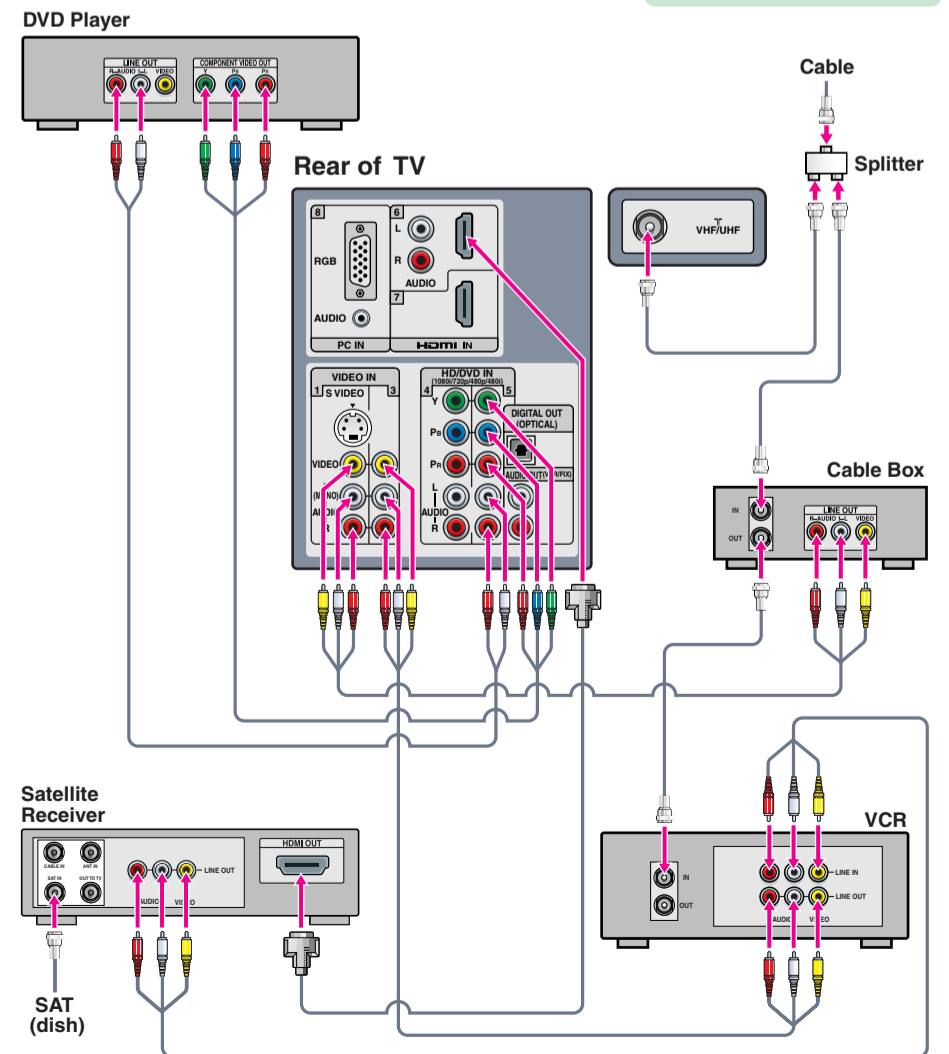 DVD Player
LINE OUT
R–AUDIO–L VIDEO
COMPONENT VIDEO OUT
Y PB PR
Cable
Splitter
Rear of TV
VHF/UHF
8
RGB
AUDIO
PC IN
6
L
R
AUDIO
7
HDMI IN
VIDEO IN
1 3
S VIDEO
VIDEO
(MONO)
AUDIO
R
HD/DVD IN
(1080i/720p/480p/480i)
4 5
Y
PB
PR
L
AUDIO
R
DIGITAL OUT
(OPTICAL)
AUDIO OUT(VAR/FIX)
Cable Box
IN
OUT
LINE OUT
R–AUDIO–L VIDEO
Satellite
Receiver
CABLE IN
ANT IN
SAT IN
OUT TO TV
LINE OUT
AUDIO
VIDEO
HDMI OUT
SAT
(dish)
VCR
IN
OUT
LINE IN
LINE OUT
AUDIO
VIDEO